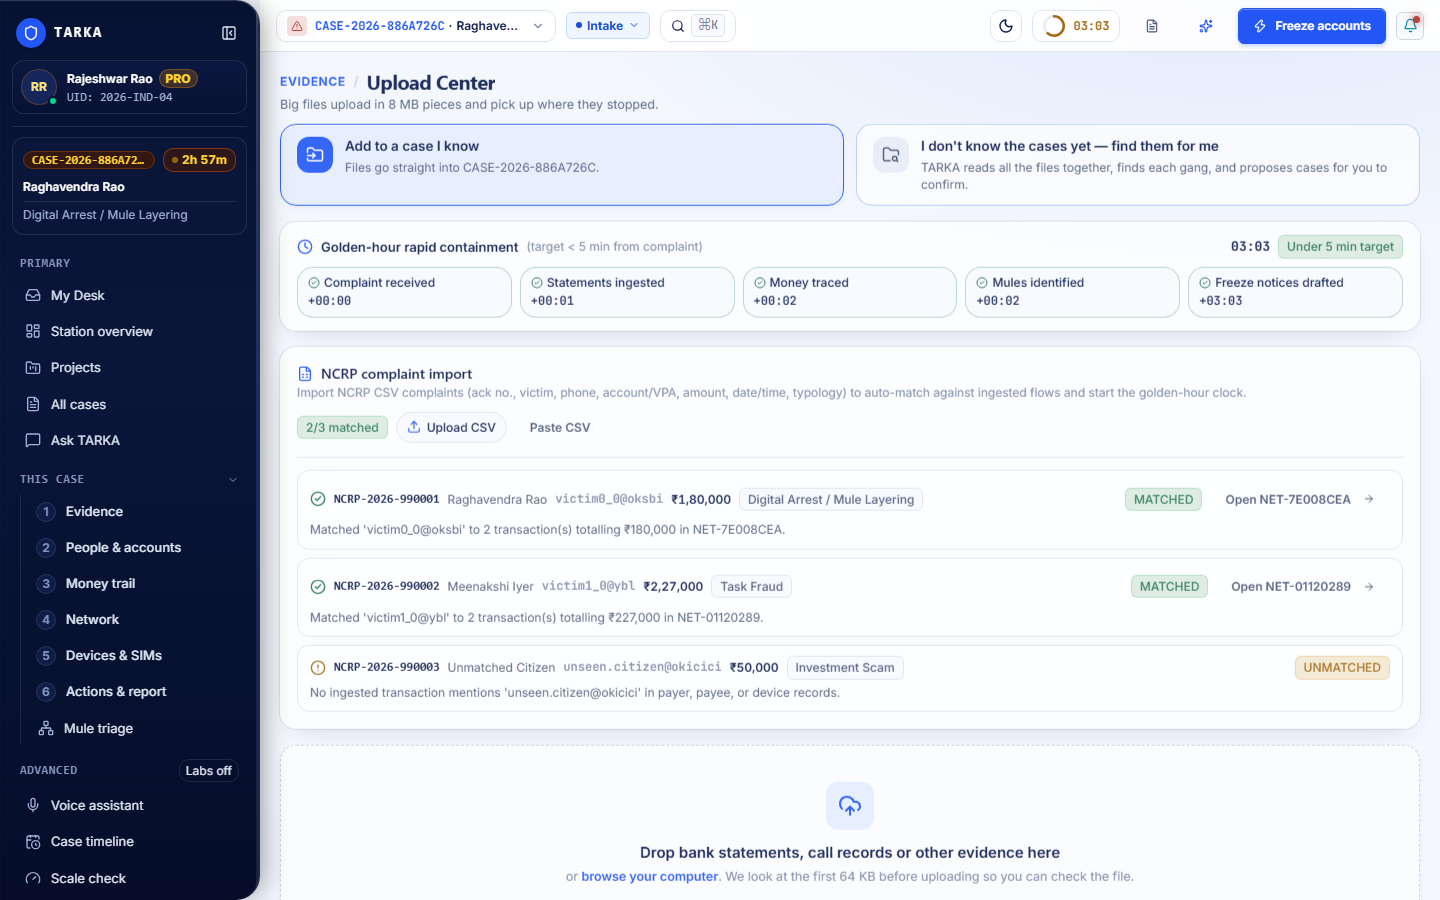 TARKA
RR
Rajeshwar Rao PRO
UID: 2026-IND-04
CASE-2026-886A72… 2h 57m
Raghavendra Rao
Digital Arrest / Mule Layering
PRIMARY
My Desk
Station overview
Projects
All cases
Ask TARKA
THIS CASE
1 Evidence
2 People & accounts
3 Money trail
4 Network
5 Devices & SIMs
6 Actions & report
Mule triage
ADVANCED Labs off
Voice assistant
Case timeline
Scale check
CASE-2026-886A726C · Raghave... Intake ⌘K 03:03 Freeze accounts
EVIDENCE / Upload Center
Big files upload in 8 MB pieces and pick up where they stopped.
Add to a case I know
Files go straight into CASE-2026-886A726C.
I don't know the cases yet — find them for me
TARKA reads all the files together, finds each gang, and proposes cases for you to
confirm.
Golden-hour rapid containment (target < 5 min from complaint) 03:03 Under 5 min target
Complaint received
+00:00
Statements ingested
+00:01
Money traced
+00:02
Mules identified
+00:02
Freeze notices drafted
+03:03
NCRP complaint import
Import NCRP CSV complaints (ack no., victim, phone, account/VPA, amount, date/time, typology) to auto-match against ingested flows and start the golden-hour clock.
2/3 matched Upload CSV Paste CSV
NCRP-2026-990001 Raghavendra Rao victim0_0@oksbi ₹1,80,000 Digital Arrest / Mule Layering MATCHED Open NET-7E008CEA →
Matched 'victim0_0@oksbi' to 2 transaction(s) totalling ₹180,000 in NET-7E008CEA.
NCRP-2026-990002 Meenakshi Iyer victim1_0@ybl ₹2,27,000 Task Fraud MATCHED Open NET-01120289 →
Matched 'victim1_0@ybl' to 2 transaction(s) totalling ₹227,000 in NET-01120289.
NCRP-2026-990003 Unmatched Citizen unseen.citizen@okicici ₹50,000 Investment Scam UNMATCHED
No ingested transaction mentions 'unseen.citizen@okicici' in payer, payee, or device records.
Drop bank statements, call records or other evidence here
or browse your computer. We look at the first 64 KB before uploading so you can check the file.